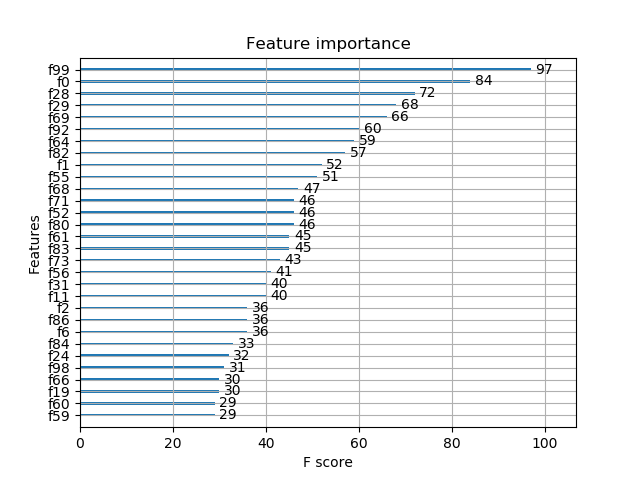 Feature importance
f99 97
f0 84
f28 72
f29 68
f69 66
f92 60
f64 59
f82 57
f1 52
f55 51
f68 47
f71 46
f52 46
f80 46
f61 45
f83 45
f73 43
f56 41
f31 40
f11 40
f2 36
f86 36
f6 36
f84 33
f24 32
f98 31
f66 30
f19 30
f60 29
f59 29
Features
0 20 40 60 80 100
F score